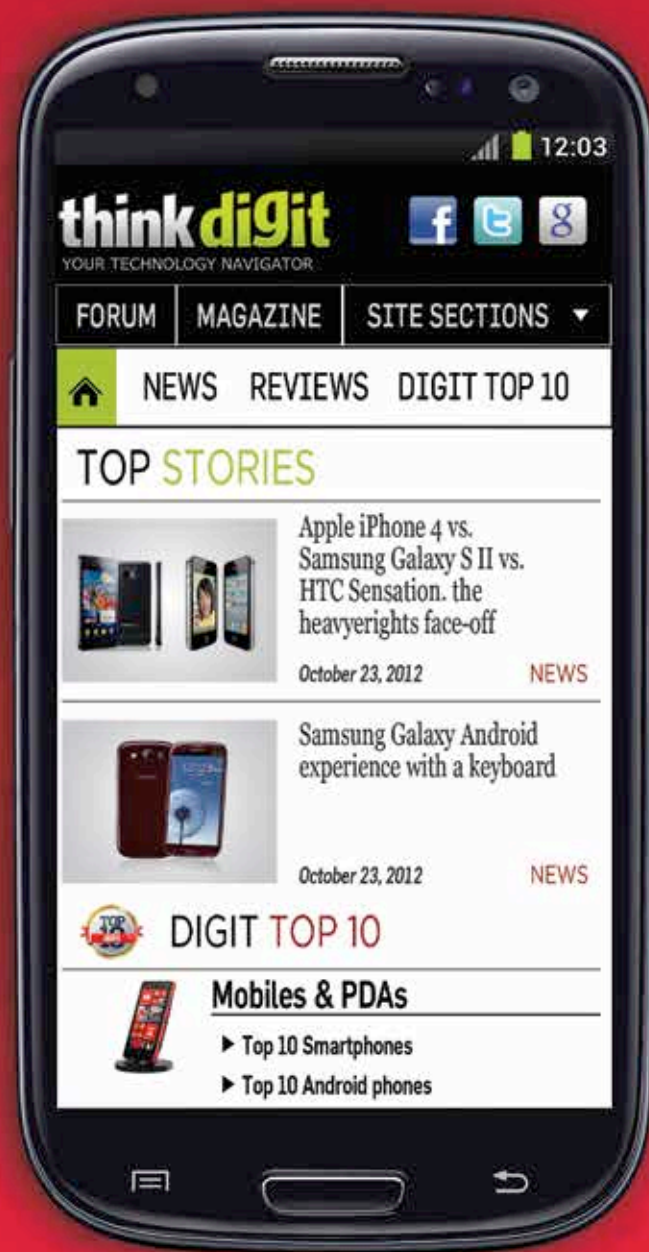 12:03
thinkdigit
YOUR TECHNOLOGY NAVIGATOR
f t g
FORUM MAGAZINE SITE SECTIONS
NEWS REVIEWS DIGIT TOP 10
TOP STORIES
Apple iPhone 4 vs.
Samsung Galaxy S II vs.
HTC Sensation. the
heavyerights face-off
October 23, 2012 NEWS
Samsung Galaxy Android
experience with a keyboard
October 23, 2012 NEWS
TOP
10
DIGIT TOP 10
Mobiles & PDAs
Top 10 Smartphones
Top 10 Android phones